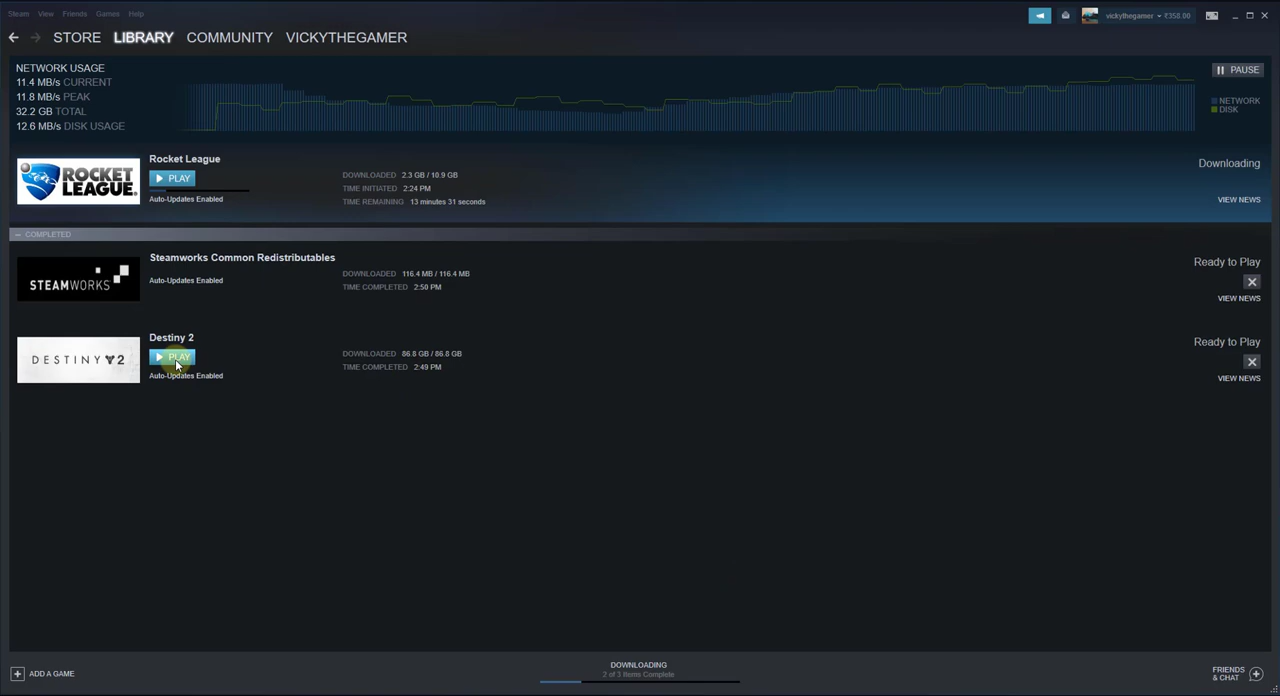 Steam View Friends Games Help
vickythegamer ₹358.00
STORE LIBRARY COMMUNITY VICKYTHEGAMER
NETWORK USAGE
11.4 MB/s CURRENT
11.8 MB/s PEAK
32.2 GB TOTAL
12.6 MB/s DISK USAGE
PAUSE
NETWORK
DISK
ROCKET LEAGUE.
Rocket League
PLAY
Auto-Updates Enabled
DOWNLOADED 2.3 GB / 10.9 GB
TIME INITIATED 2:24 PM
TIME REMAINING 13 minutes 31 seconds
Downloading
VIEW NEWS
— COMPLETED
STEAMWORKS
Steamworks Common Redistributables
Auto-Updates Enabled
DOWNLOADED 116.4 MB / 116.4 MB
TIME COMPLETED 2:50 PM
Ready to Play
VIEW NEWS
DESTINY 2
Destiny 2
PLAY
Auto-Updates Enabled
DOWNLOADED 86.8 GB / 86.8 GB
TIME COMPLETED 2:49 PM
Ready to Play
VIEW NEWS
ADD A GAME
DOWNLOADING
2 of 3 Items Complete
FRIENDS
& CHAT